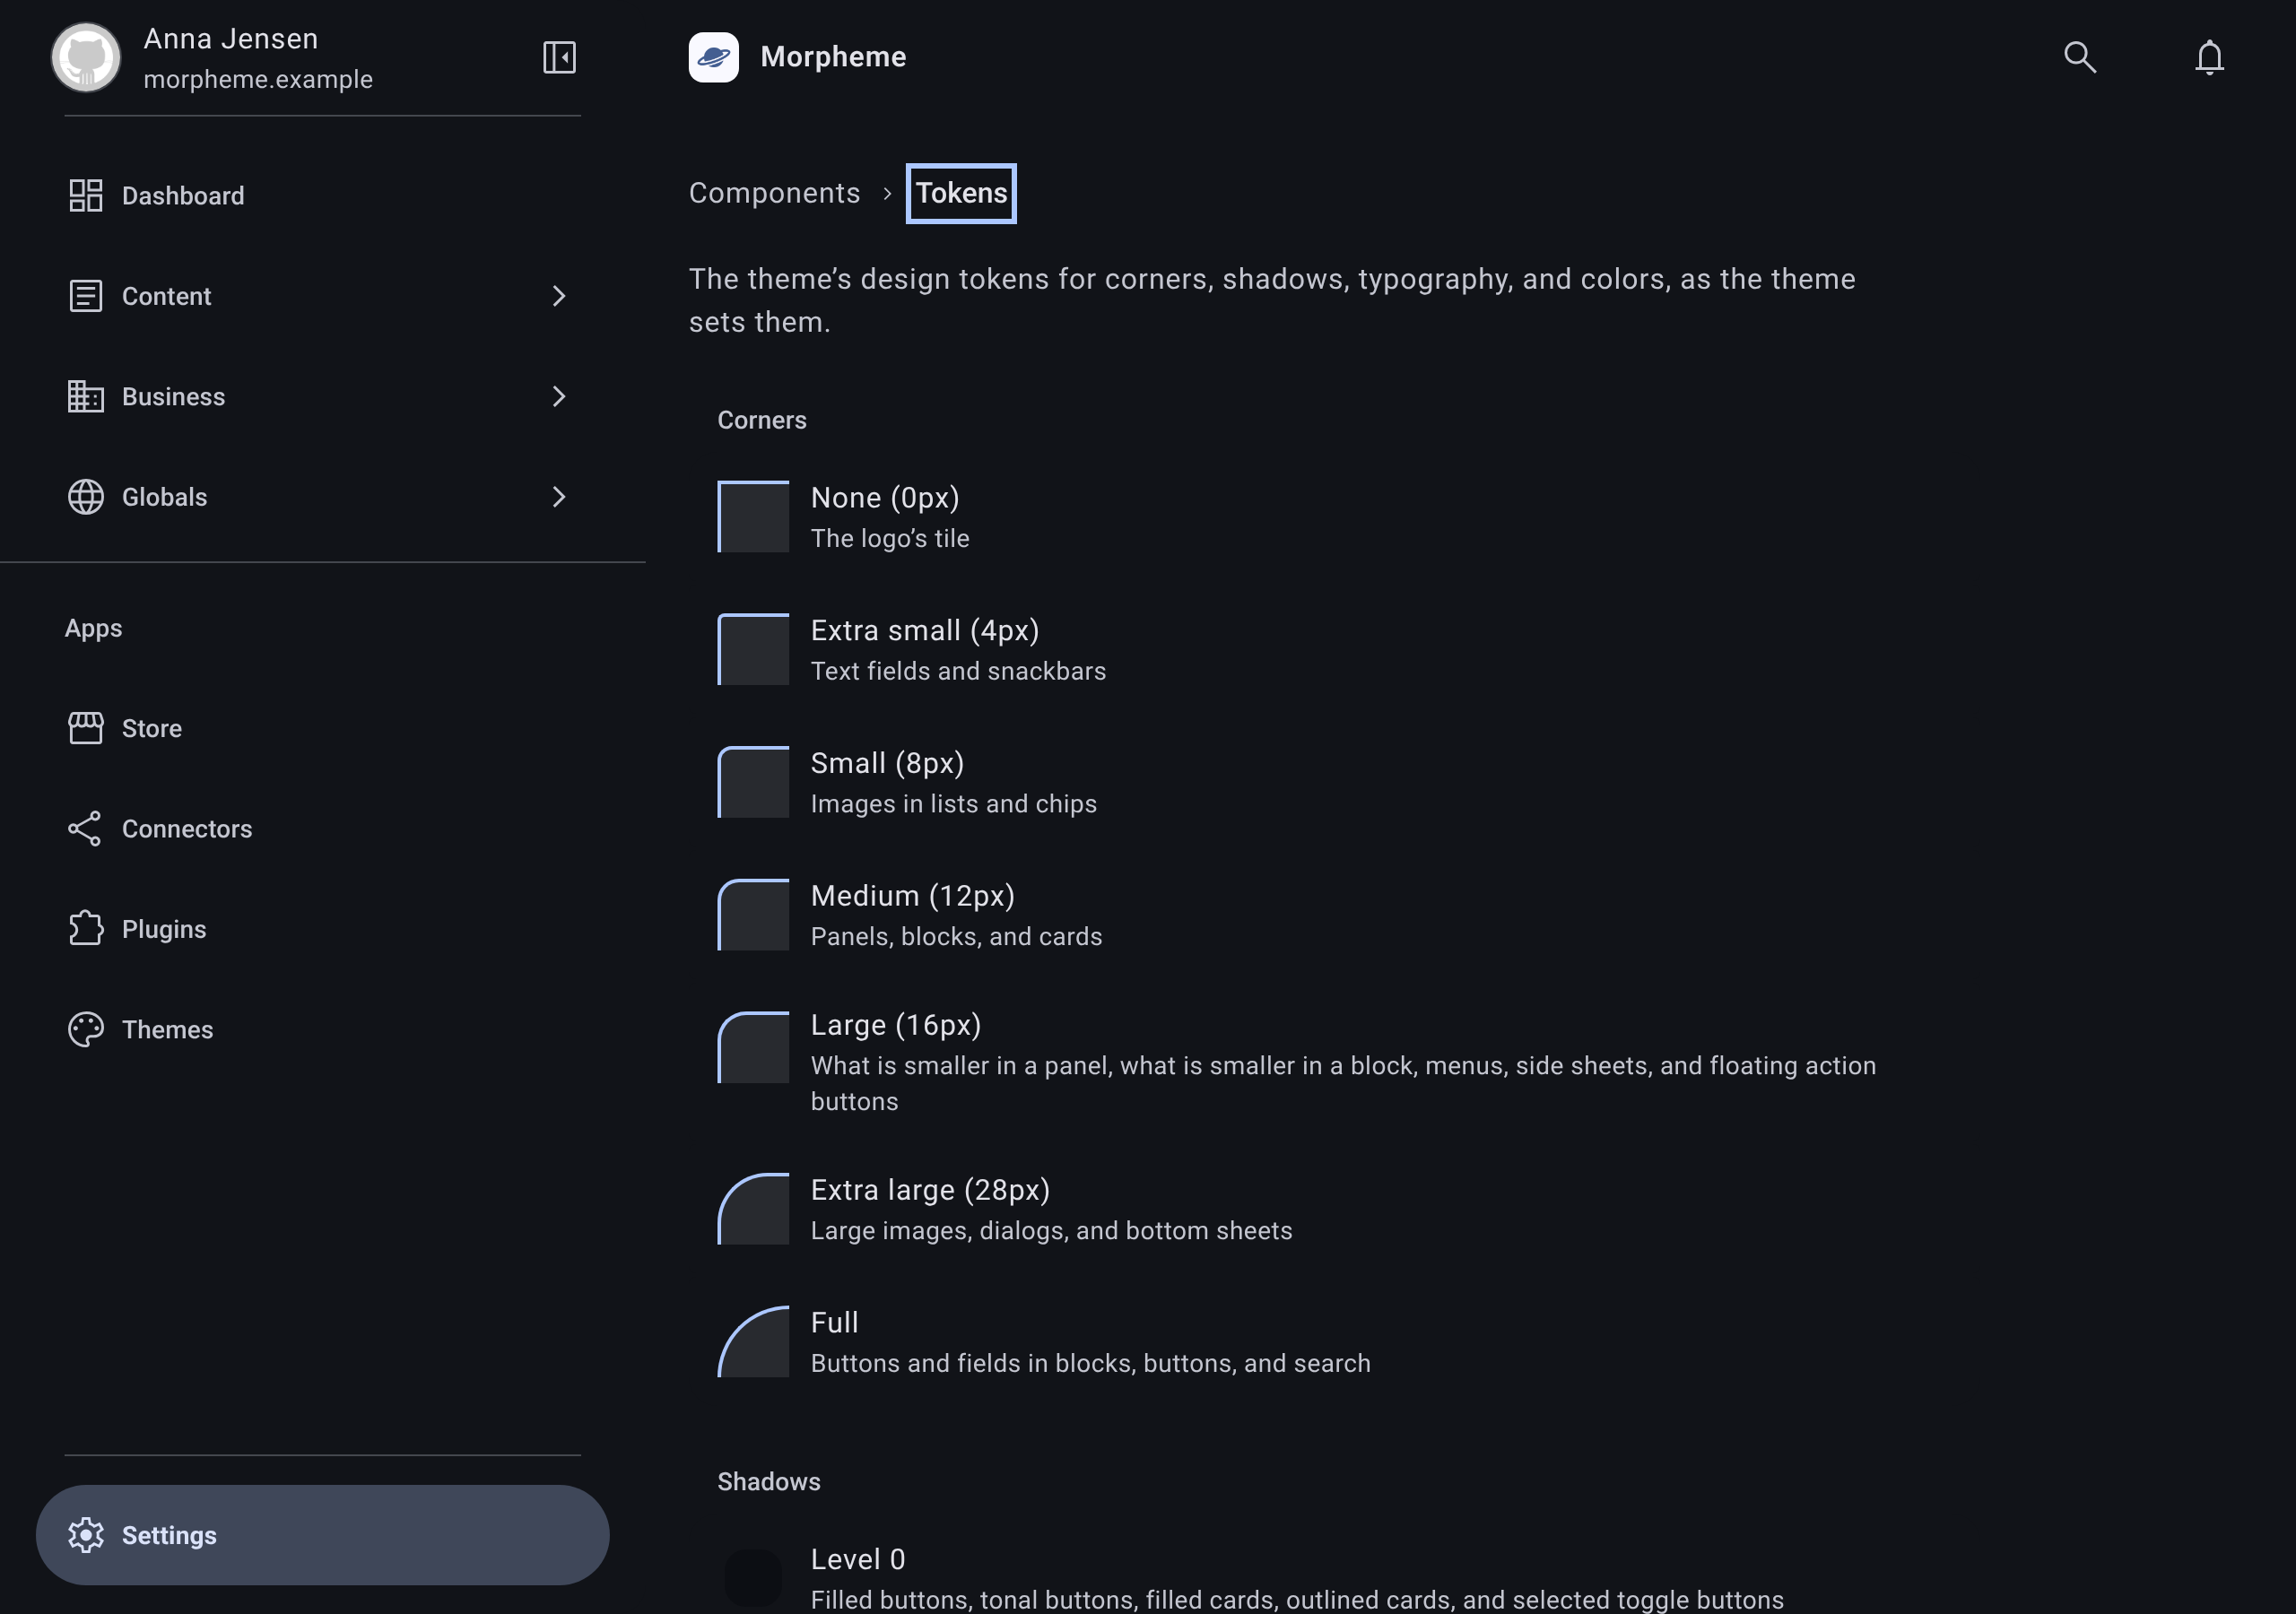 Anna Jensen
morpheme.example
Dashboard
Content
Business
Globals
Apps
Store
Connectors
Plugins
Themes
Settings
Morpheme
Components
Tokens
The theme’s design tokens for corners, shadows, typography, and colors, as the theme
sets them.
Corners
None (0px)
The logo’s tile
Extra small (4px)
Text fields and snackbars
Small (8px)
Images in lists and chips
Medium (12px)
Panels, blocks, and cards
Large (16px)
What is smaller in a panel, what is smaller in a block, menus, side sheets, and floating action
buttons
Extra large (28px)
Large images, dialogs, and bottom sheets
Full
Buttons and fields in blocks, buttons, and search
Shadows
Level 0
Filled buttons, tonal buttons, filled cards, outlined cards, and selected toggle buttons